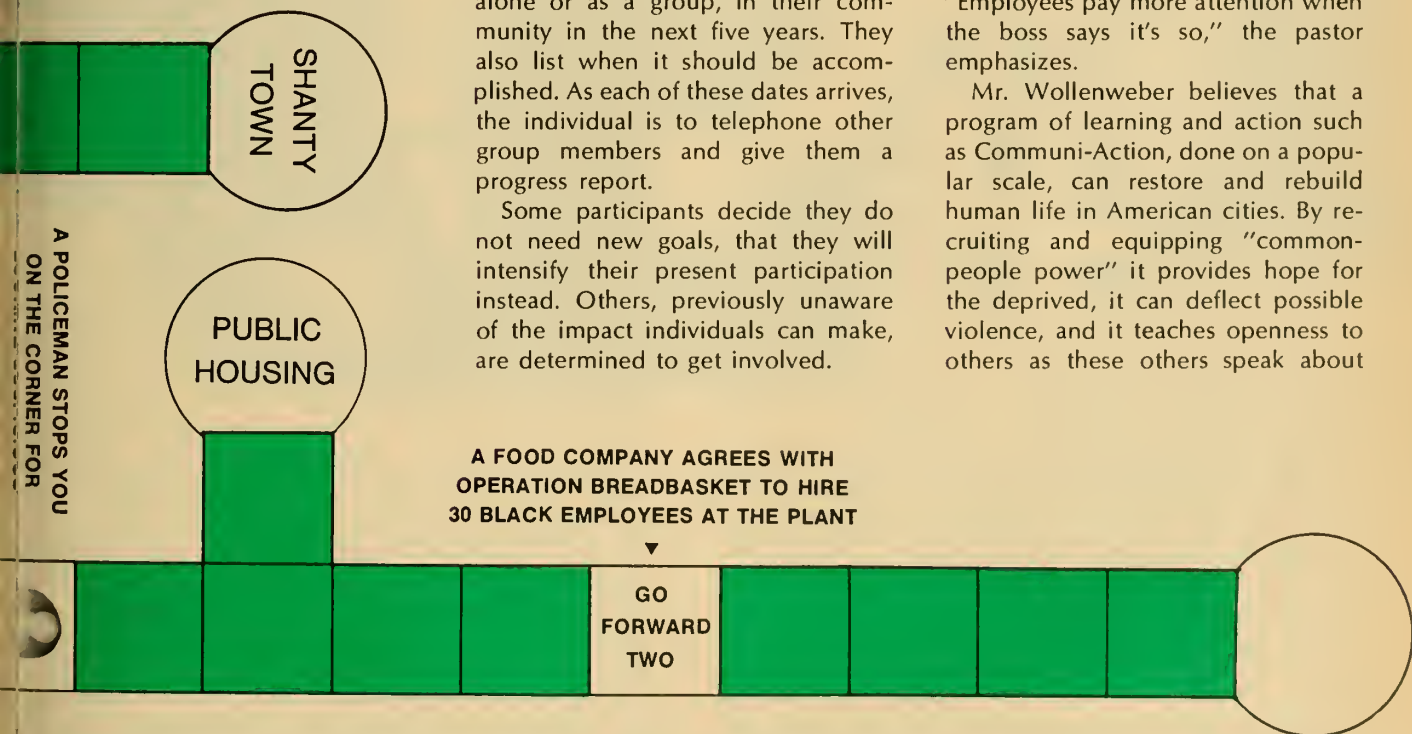 alone or as a group, in their com-
munity in the next five years. They
also list when it should be accom-
plished. As each of these dates arrives,
the individual is to telephone other
group members and give them a
progress report.
Some participants decide they do
not need new goals, that they will
intensify their present participation
instead. Others, previously unaware
of the impact individuals can make,
are determined to get involved.
"Employees pay more attention when
the boss says it's so," the pastor
emphasizes.
Mr. Wollenweber believes that a
program of learning and action such
as Communi-Action, done on a popu-
lar scale, can restore and rebuild
human life in American cities. By re-
cruiting and equipping "common-
people power" it provides hope for
the deprived, it can deflect possible
violence, and it teaches openness to
others as these others speak about
SHANTY
TOWN
A POLICEMAN STOPS YOU
ON THE CORNER FOR
PUBLIC
HOUSING
A FOOD COMPANY AGREES WITH
OPERATION BREADBASKET TO HIRE
30 BLACK EMPLOYEES AT THE PLANT
GO
FORWARD
TWO